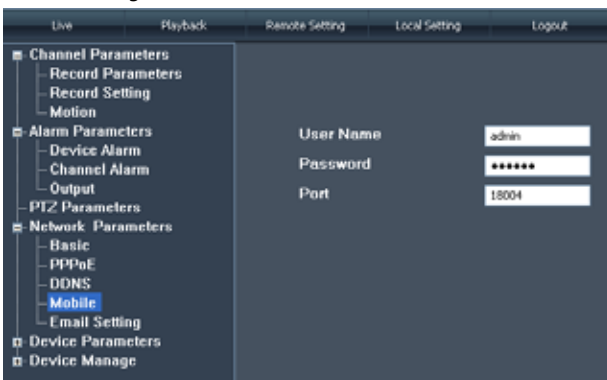 Live Playback Remote Setting Local Setting Logout
Channel Parameters
Record Parameters
Record Setting
Motion
Alarm Parameters
Device Alarm
Channel Alarm
Output
PTZ Parameters
Network Parameters
Basic
PPPoE
DDNS
Mobile
Email Setting
Device Parameters
Device Manage
User Name admin
Password ●●●●●●
Port 18004